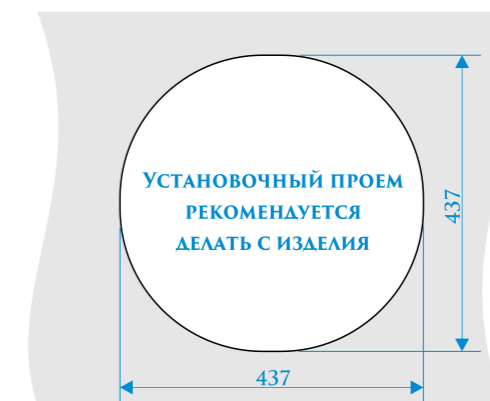 Установочный проем
рекомендуется
делать с изделия
437
437